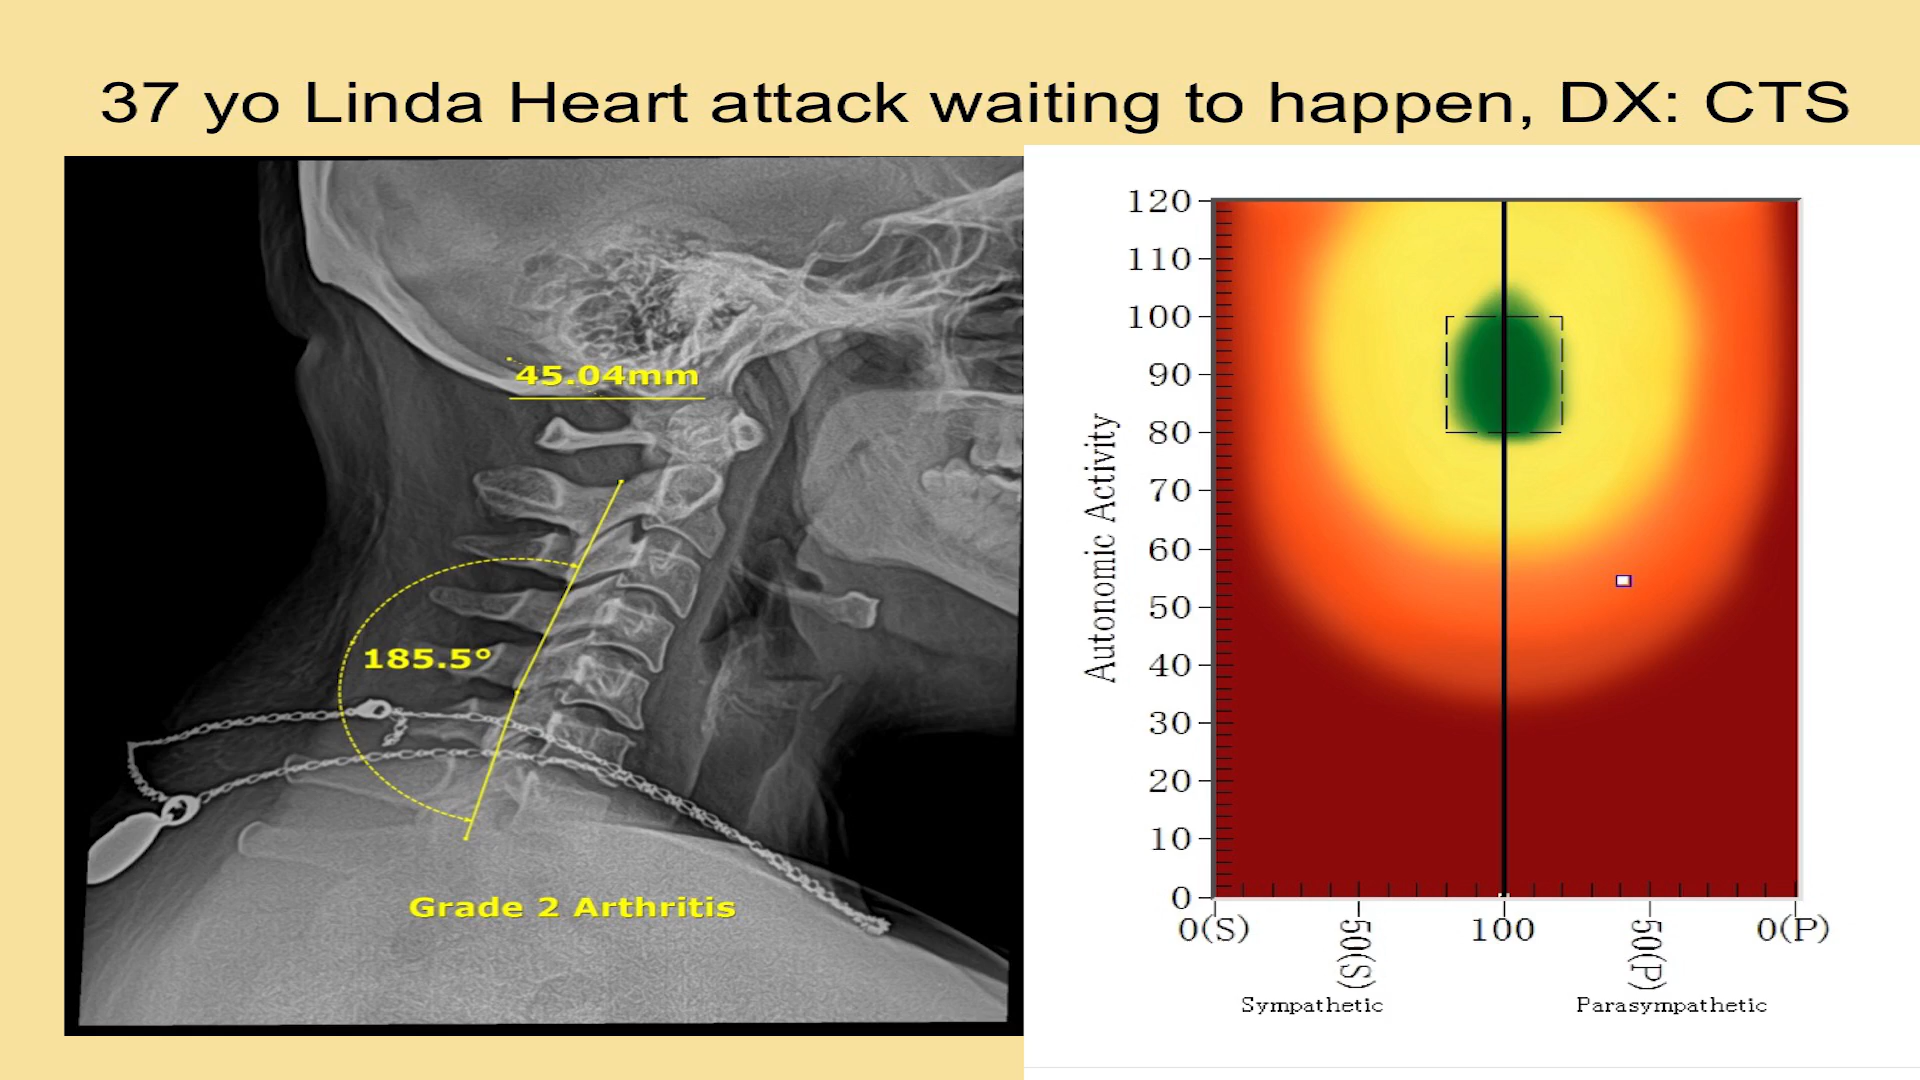 37 yo Linda Heart attack waiting to happen, DX: CTS
45.04mm
185.5°
Grade 2 Arthritis
120
110
100
90
80
70
60
50
40
30
20
10
0
Autonomic Activity
0(S)
50(S)
100
50(P)
0(P)
Sympathetic
Parasympathetic